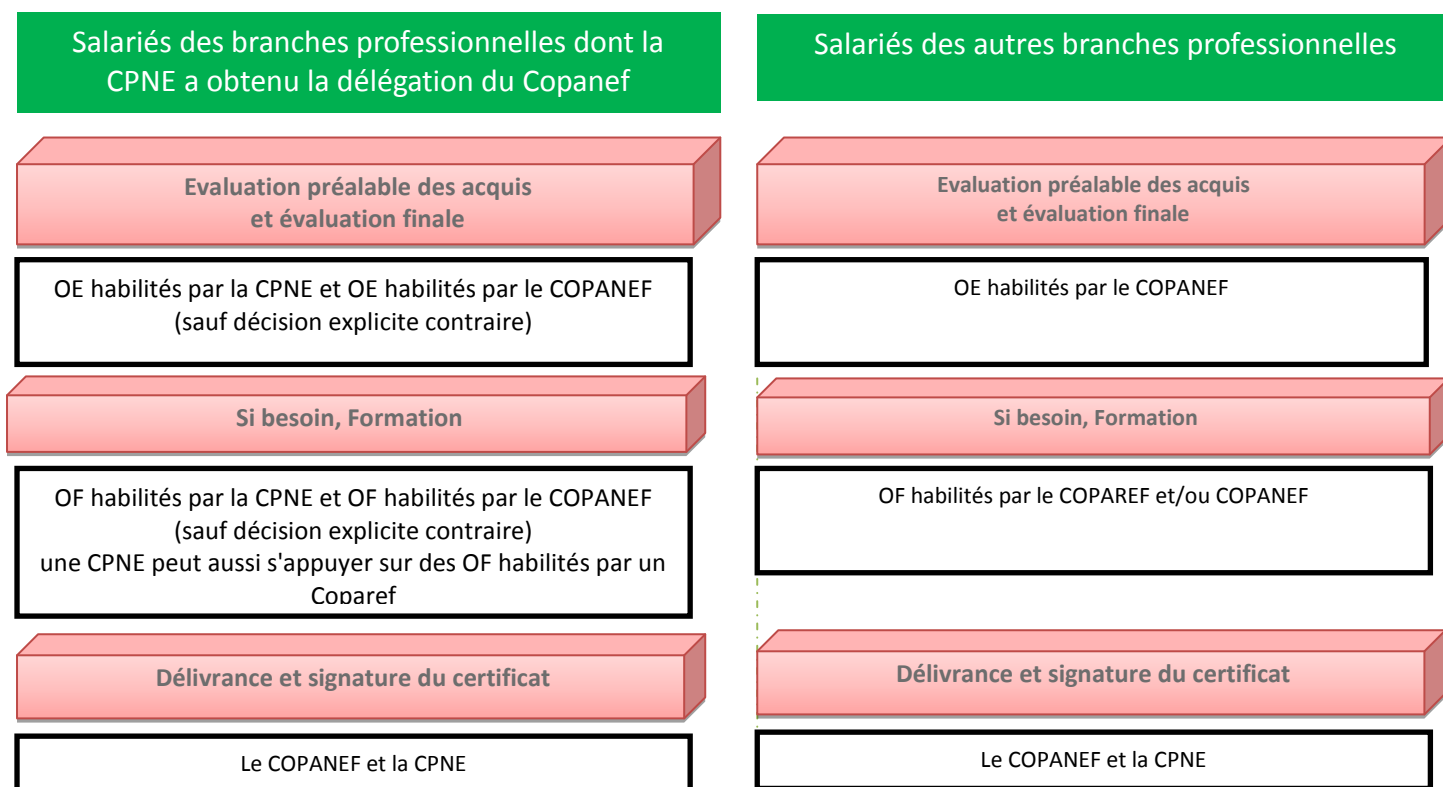 Salariés des branches professionnelles dont la
CPNE a obtenu la délégation du Copanef
Evaluation préalable des acquis
et évaluation finale
OE habilités par la CPNE et OE habilités par le COPANEF
(sauf décision explicite contraire)
Si besoin, Formation
OF habilités par la CPNE et OF habilités par le COPANEF
(sauf décision explicite contraire)
une CPNE peut aussi s'appuyer sur des OF habilités par un
Coparef
Délivrance et signature du certificat
Le COPANEF et la CPNE
Salariés des autres branches professionnelles
Evaluation préalable des acquis
et évaluation finale
OE habilités par le COPANEF
Si besoin, Formation
OF habilités par le COPAREF et/ou COPANEF
Délivrance et signature du certificat
Le COPANEF et la CPNE